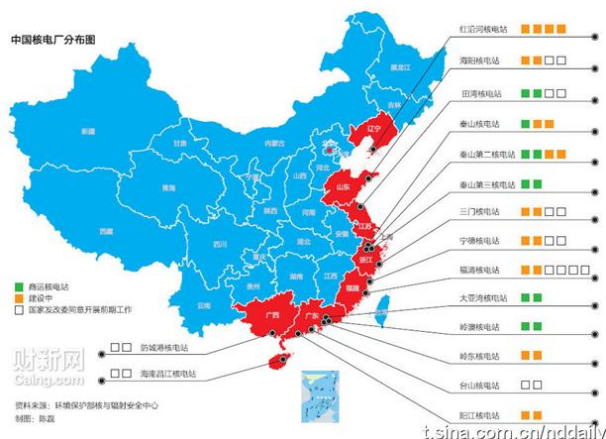 中国核电厂分布图
红沿河核电站
海阳核电站
田湾核电站
秦山核电站
秦山第二核电站
秦山第三核电站
三门核电站
宁德核电站
福清核电站
大亚湾核电站
岭澳核电站
岭东核电站
台山核电站
阳江核电站
防城港核电站
海南昌江核电站
黑龙江
吉林
辽宁
新疆
甘肃
内蒙古
北京
河北
山西
山东
宁夏
青海
陕西
河南
江苏
西藏
四川
重庆
湖北
安徽
上海
浙江
湖南
江西
福建
贵州
云南
广西
广东
商运核电站
建设中
国家发改委同意开展前期工作
财新网
Caing.com
资料来源：环境保护部核与辐射安全中心
制图：陈磊
t.sina.com.cn/nddaily